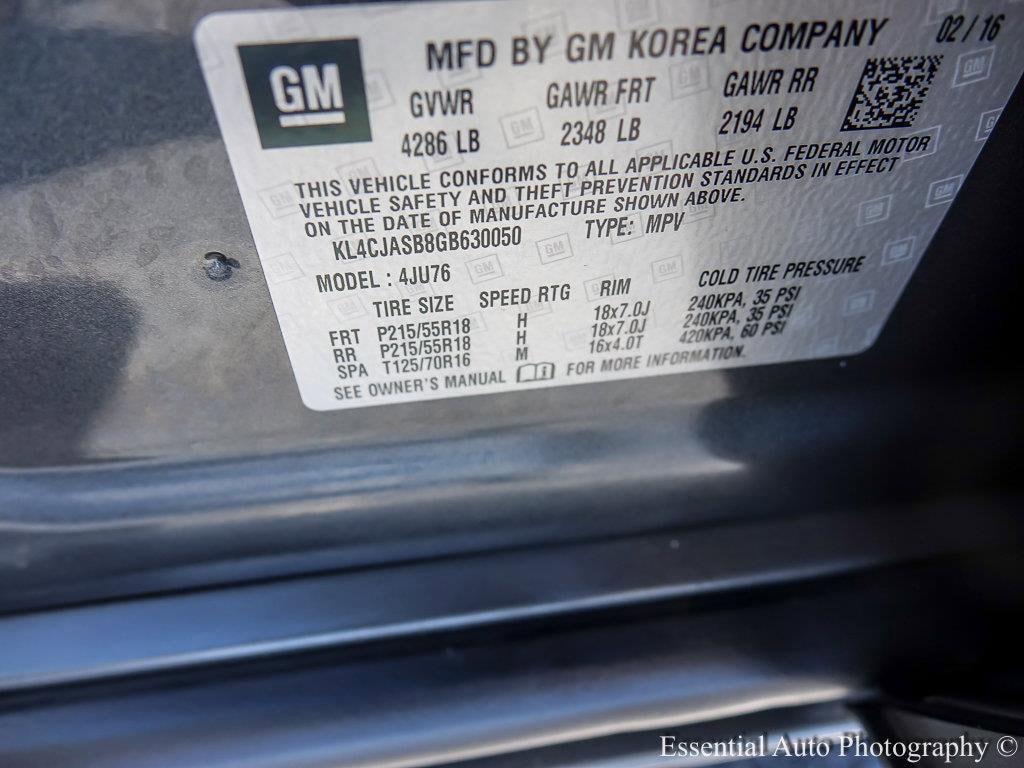 GM
MFD BY GM KOREA COMPANY 02/16
GVWR GAWR FRT GAWR RR
4286 LB 2348 LB 2194 LB
THIS VEHICLE CONFORMS TO ALL APPLICABLE U.S. FEDERAL MOTOR
VEHICLE SAFETY AND THEFT PREVENTION STANDARDS IN EFFECT
ON THE DATE OF MANUFACTURE SHOWN ABOVE.
KL4CJASB8GB630050 TYPE: MPV
MODEL : 4JU76
TIRE SIZE SPEED RTG RIM COLD TIRE PRESSURE
FRT P215/55R18 H 18x7.0J 240KPA, 35 PSI
RR P215/55R18 H 18x7.0J 240KPA, 35 PSI
SPA T125/70R16 M 16x4.0T 420KPA, 60 PSI
SEE OWNER'S MANUAL FOR MORE INFORMATION.
Essential Auto Photography ©